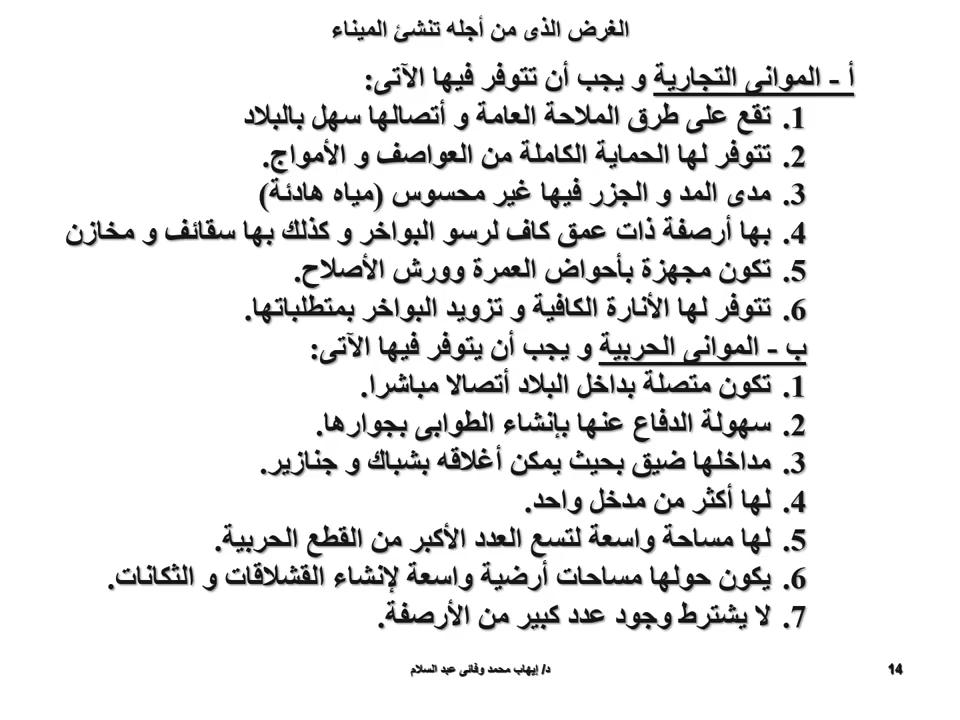 الغرض الذى من أجله تنشئ الميناء
أ - الموانى التجارية و يجب أن تتوفر فيها الآتى:
1. تقع على طرق الملاحة العامة و أتصالها سهل بالبلاد
2. تتوفر لها الحماية الكاملة من العواصف و الأمواج.
3. مدى المد و الجزر فيها غير محسوس (مياه هادئة)
4. بها أرصفة ذات عمق كاف لرسو البواخر و كذلك بها سقائف و مخازن
5. تكون مجهزة بأحواض العمرة وورش الأصلاح.
6. تتوفر لها الأنارة الكافية و تزويد البواخر بمتطلباتها.
ب - الموانى الحربية و يجب أن يتوفر فيها الآتى:
1. تكون متصلة بداخل البلاد أتصالا مباشرا.
2. سهولة الدفاع عنها بإنشاء الطوابى بجوارها.
3. مداخلها ضيق بحيث يمكن أغلاقه بشباك و جنازير.
4. لها أكثر من مدخل واحد.
5. لها مساحة واسعة لتسع العدد الأكبر من القطع الحربية.
6. يكون حولها مساحات أرضية واسعة لإنشاء القشلاقات و الثكانات.
7. لا يشترط وجود عدد كبير من الأرصفة.
د/ إيهاب محمد وفائى عبد السلام
14